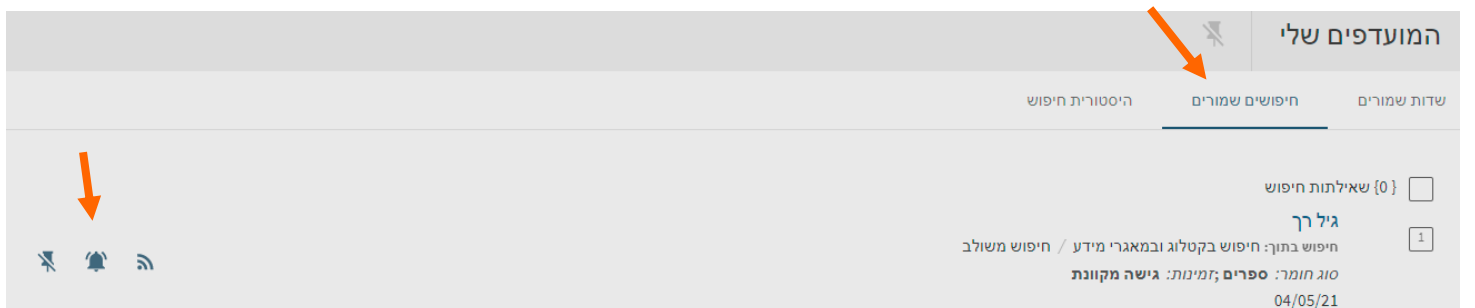 המועדפים שלי
שדות שמורים
חיפושים שמורים
היסטורית חיפוש
{ 0} שאילתות חיפוש
1
גיל רך
חיפוש בתוך: חיפוש בקטלוג ובמאגרי מידע / חיפוש משולב
סוג חומר: ספרים ;זמינות: גישה מקוונת
04/05/21